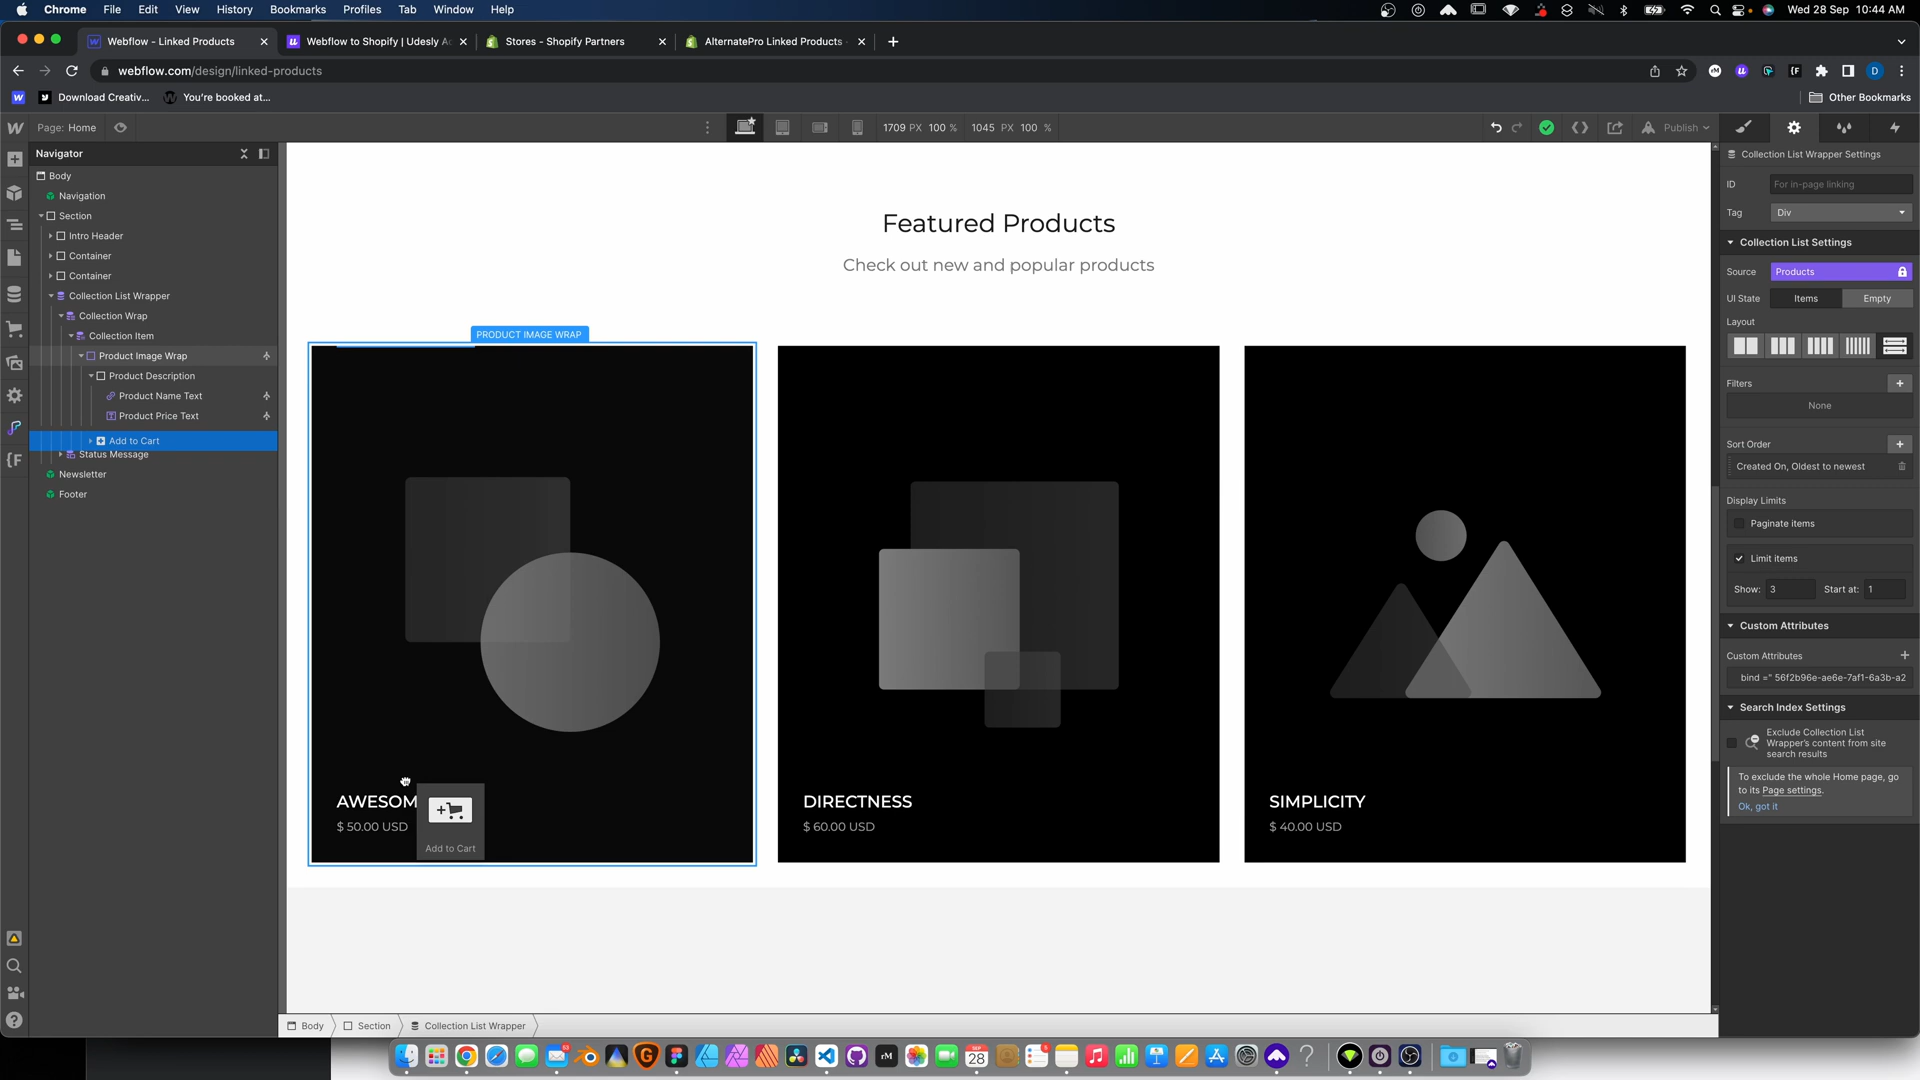 Chrome File Edit View History Bookmarks Profiles Tab Window Help
Wed 28 Sep 10:44 AM
Webflow - Linked Products
Webflow to Shopify | Udesly A
Stores - Shopify Partners
AlternatePro Linked Products
webflow.com/design/linked-products
D
Download Creativ...
You're booked at...
Other Bookmarks
Page: Home
1709 PX 100 % 1045 PX 100 %
Publish
Navigator
Body
Navigation
Section
Intro Header
Container
Container
Collection List Wrapper
Collection Wrap
Collection Item
Product Image Wrap
Product Description
Product Name Text
Product Price Text
Add to Cart
Status Message
Newsletter
Footer
Featured Products
Check out new and popular products
PRODUCT IMAGE WRAP
AWESOM
$ 50.00 USD
Add to Cart
DIRECTNESS
$ 60.00 USD
SIMPLICITY
$ 40.00 USD
Body
Section
Collection List Wrapper
Collection List Wrapper Settings
ID For in-page linking
Tag Div
Collection List Settings
Source Products
UI State Items Empty
Layout
Filters
None
Sort Order
Created On, Oldest to newest
Display Limits
Paginate items
Limit items
Show: 3 Start at: 1
Custom Attributes
Custom Attributes
bind =" 56f2b96e-ae6e-7af1-6a3b-a2
Search Index Settings
Exclude Collection List
Wrapper's content from site
search results
To exclude the whole Home page, go
to its Page settings.
Ok, got it
rM
28